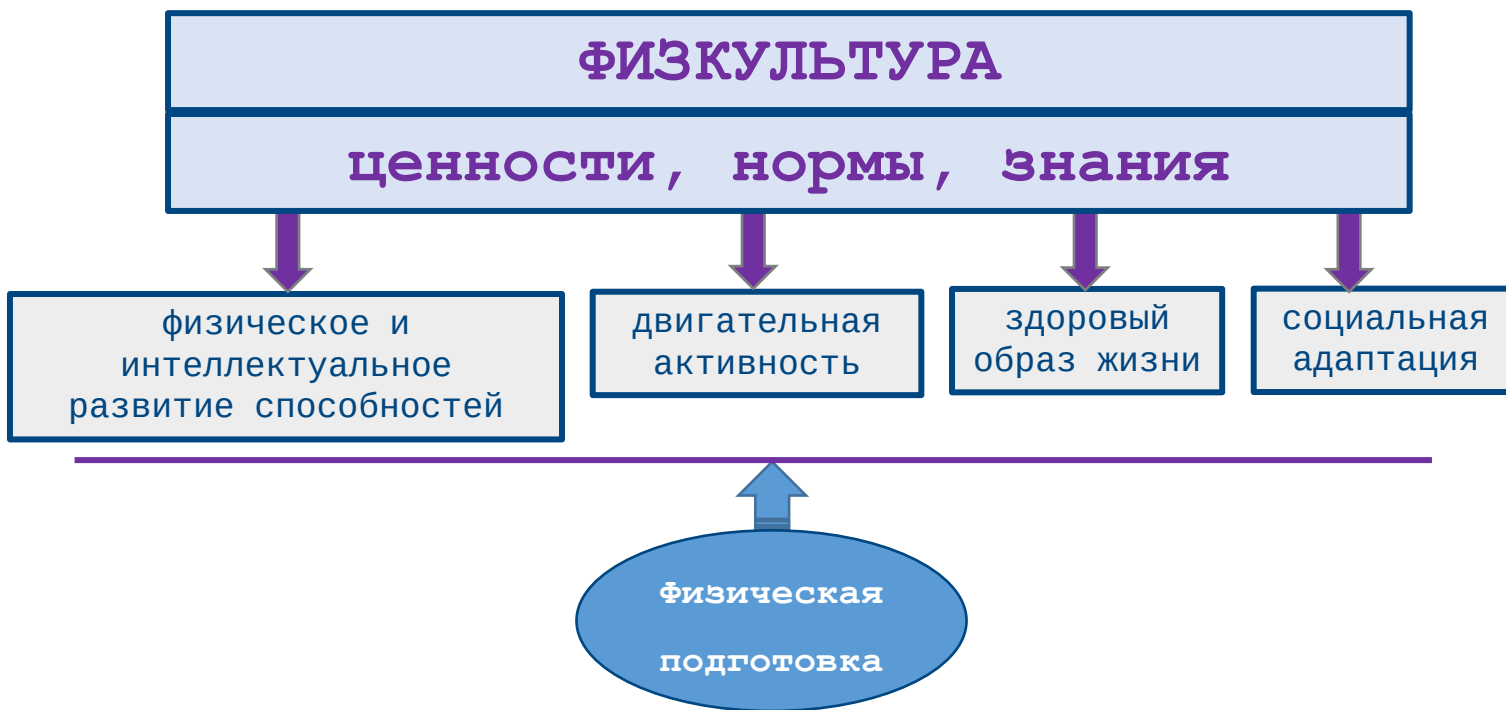 ФИЗКУЛЬТУРА
ценности, нормы, знания
физическое и
интеллектуальное
развитие способностей
двигательная
активность
здоровый
образ жизни
социальная
адаптация
Физическая
подготовка